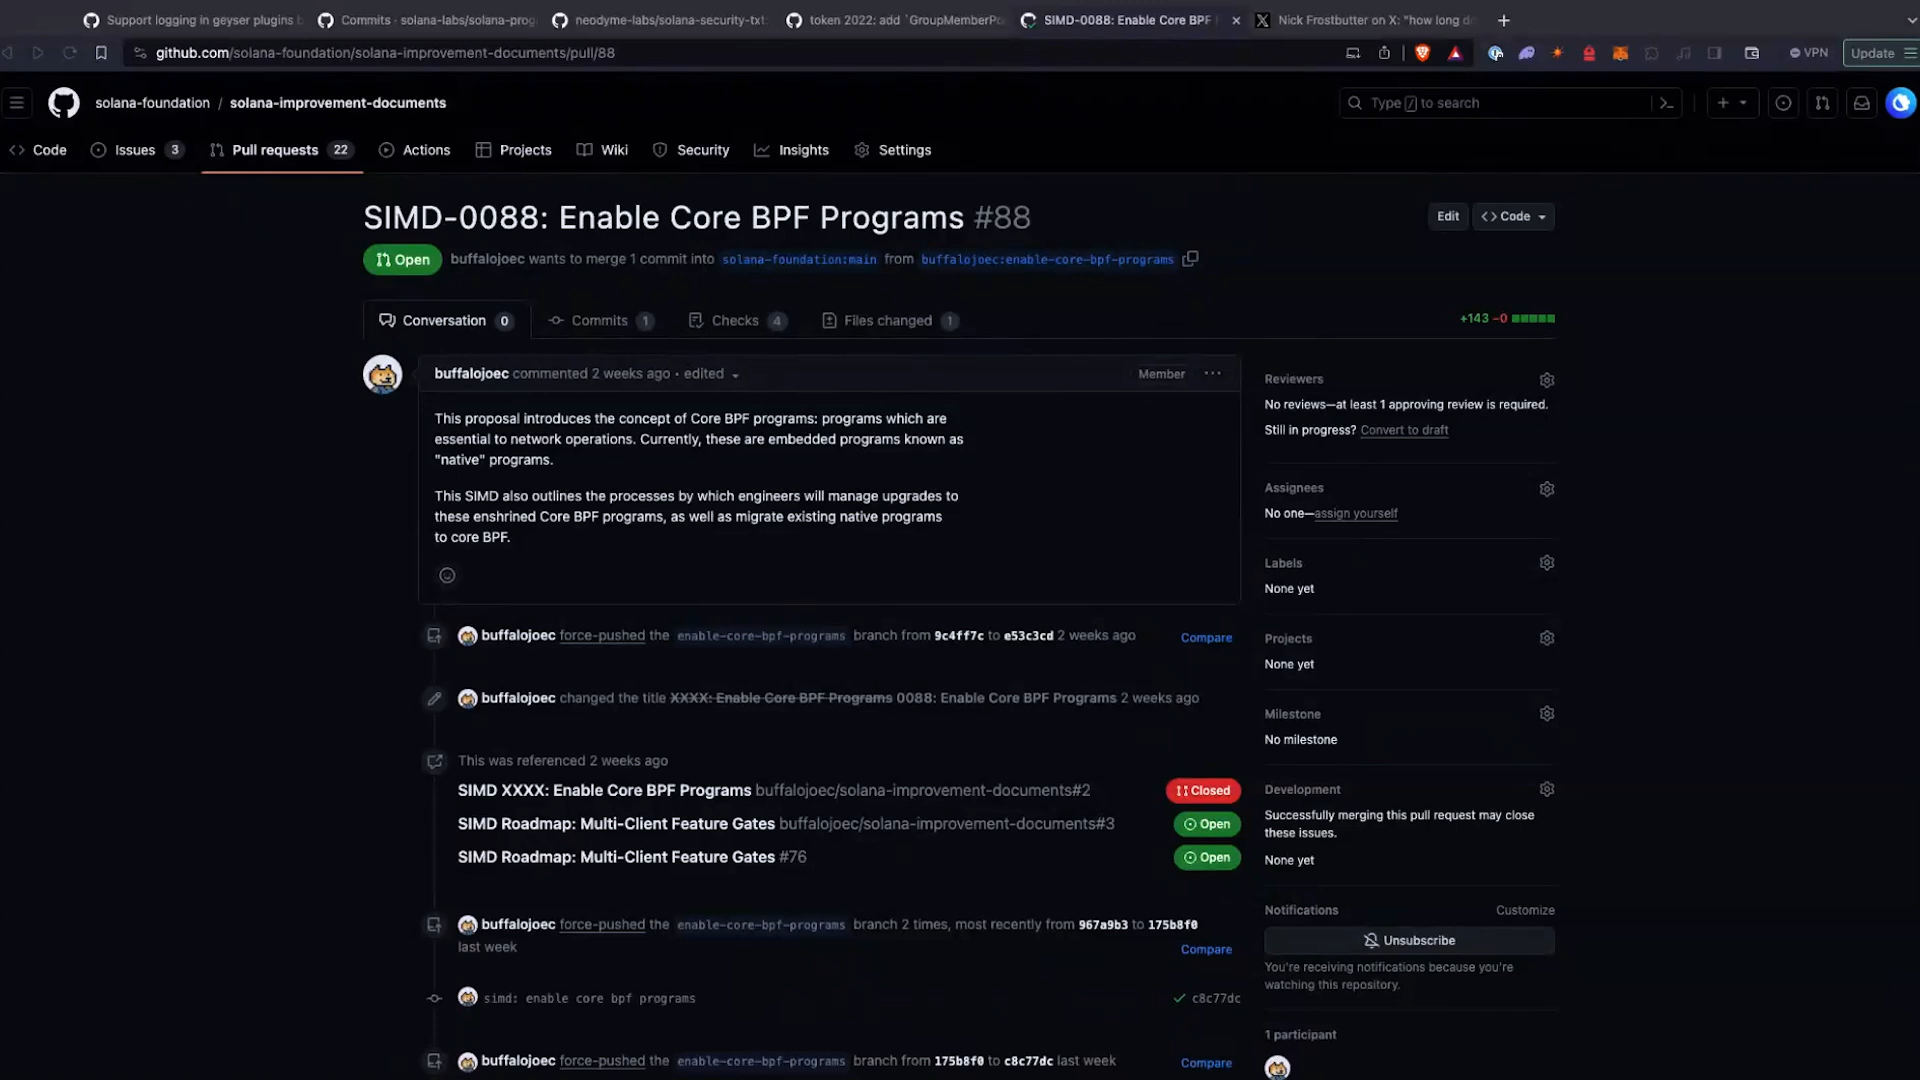 Support logging in geyser plugins b
Commits · solana-labs/solana-prog
neodyme-labs/solana-security-txt:
token 2022: add `GroupMemberPo
SIMD-0088: Enable Core BPF
Nick Frostbutter on X: "how long d
github.com/solana-foundation/solana-improvement-documents/pull/88
VPN
Update
solana-foundation / solana-improvement-documents
Type / to search
Code
Issues 3
Pull requests 22
Actions
Projects
Wiki
Security
Insights
Settings
SIMD-0088: Enable Core BPF Programs #88
Edit
<> Code
Open
buffalojoec wants to merge 1 commit into solana-foundation:main from buffalojoec:enable-core-bpf-programs
Conversation 0
Commits 1
Checks 4
Files changed 1
+143 −0
buffalojoec commented 2 weeks ago • edited
Member
This proposal introduces the concept of Core BPF programs: programs which are
essential to network operations. Currently, these are embedded programs known as
"native" programs.
This SIMD also outlines the processes by which engineers will manage upgrades to
these enshrined Core BPF programs, as well as migrate existing native programs
to core BPF.
buffalojoec force-pushed the enable-core-bpf-programs branch from 9c4ff7c to e53c3cd 2 weeks ago
Compare
buffalojoec changed the title XXXX: Enable Core BPF Programs 0088: Enable Core BPF Programs 2 weeks ago
This was referenced 2 weeks ago
SIMD XXXX: Enable Core BPF Programs buffalojoec/solana-improvement-documents#2
Closed
SIMD Roadmap: Multi-Client Feature Gates buffalojoec/solana-improvement-documents#3
Open
SIMD Roadmap: Multi-Client Feature Gates #76
Open
buffalojoec force-pushed the enable-core-bpf-programs branch 2 times, most recently from 967a9b3 to 175b8f0
last week
Compare
simd: enable core bpf programs
c8c77dc
buffalojoec force-pushed the enable-core-bpf-programs branch from 175b8f0 to c8c77dc last week
Compare
Reviewers
No reviews—at least 1 approving review is required.
Still in progress? Convert to draft
Assignees
No one—assign yourself
Labels
None yet
Projects
None yet
Milestone
No milestone
Development
Successfully merging this pull request may close
these issues.
None yet
Notifications
Customize
Unsubscribe
You're receiving notifications because you're
watching this repository.
1 participant